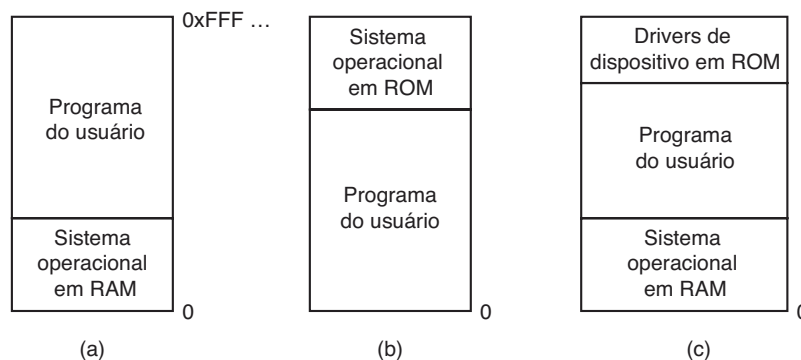 0xFFF ...
Programa
do usuário
Sistema
operacional
em RAM
0
(a)
Sistema
operacional
em ROM
Programa
do usuário
0
(b)
Drivers de
dispositivo em ROM
Programa
do usuário
Sistema
operacional
em RAM
0
(c)